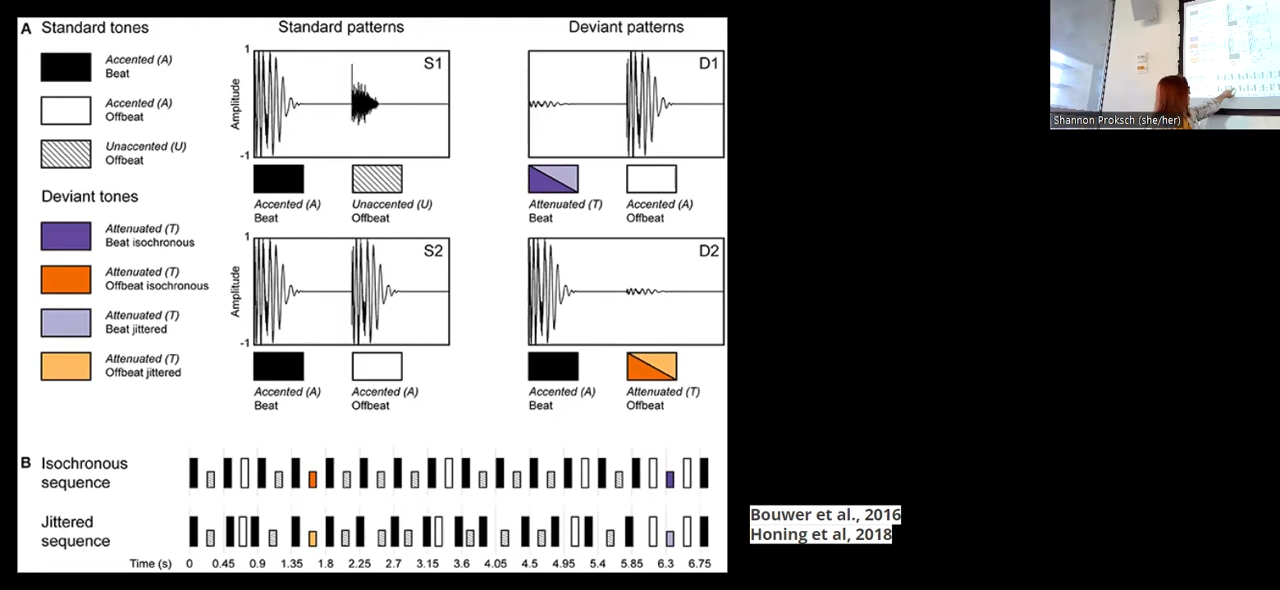 A Standard tones
Standard patterns
Deviant patterns
Accented (A)
Beat
Accented (A)
Offbeat
Unaccented (U)
Offbeat
Deviant tones
Attenuated (T)
Beat isochronous
Attenuated (T)
Offbeat isochronous
Attenuated (T)
Beat jittered
Attenuated (T)
Offbeat jittered
1
Amplitude
-1
S1
Accented (A)
Beat
Unaccented (U)
Offbeat
D1
Attenuated (T)
Beat
Accented (A)
Offbeat
1
Amplitude
-1
S2
Accented (A)
Beat
Accented (A)
Offbeat
D2
Accented (A)
Beat
Attenuated (T)
Offbeat
B Isochronous
sequence
Jittered
sequence
Time (s) 0 0.45 0.9 1.35 1.8 2.25 2.7 3.15 3.6 4.05 4.5 4.95 5.4 5.85 6.3 6.75
Bouwer et al., 2016
Honing et al, 2018
Shannon Proksch (she/her)